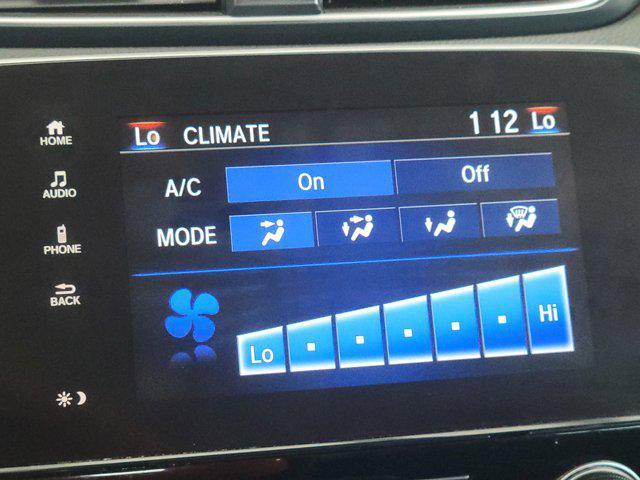 Lo CLIMATE 1 12 Lo
HOME
A/C On Off
AUDIO
MODE
PHONE
BACK
Lo Hi